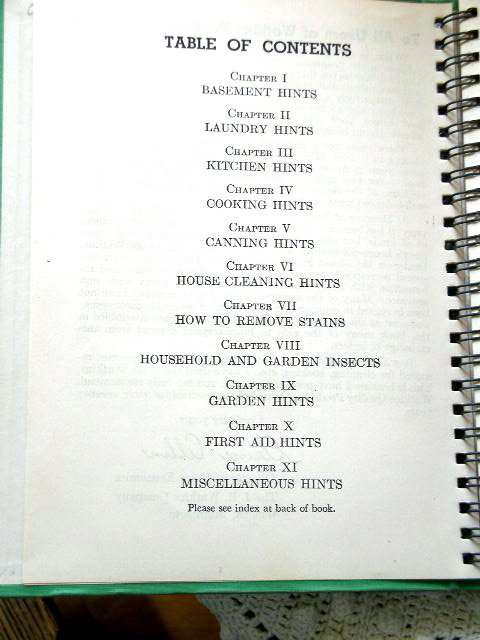 TABLE OF CONTENTS
Chapter I
BASEMENT HINTS
Chapter II
LAUNDRY HINTS
Chapter III
KITCHEN HINTS
Chapter IV
COOKING HINTS
Chapter V
CANNING HINTS
Chapter VI
HOUSE CLEANING HINTS
Chapter VII
HOW TO REMOVE STAINS
Chapter VIII
HOUSEHOLD AND GARDEN INSECTS
Chapter IX
GARDEN HINTS
Chapter X
FIRST AID HINTS
Chapter XI
MISCELLANEOUS HINTS
Please see index at back of book.